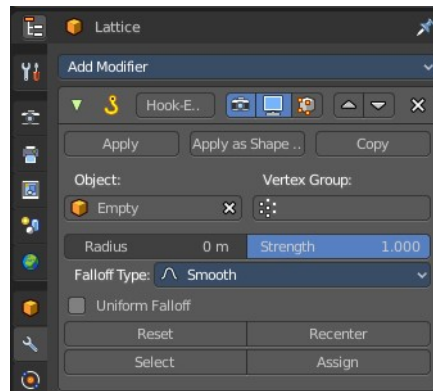 Lattice
Add Modifier
Hook-E..
Apply Apply as Shape .. Copy
Object: Vertex Group:
Empty
Radius 0 m Strength 1.000
Falloff Type: Smooth
Uniform Falloff
Reset Recenter
Select Assign